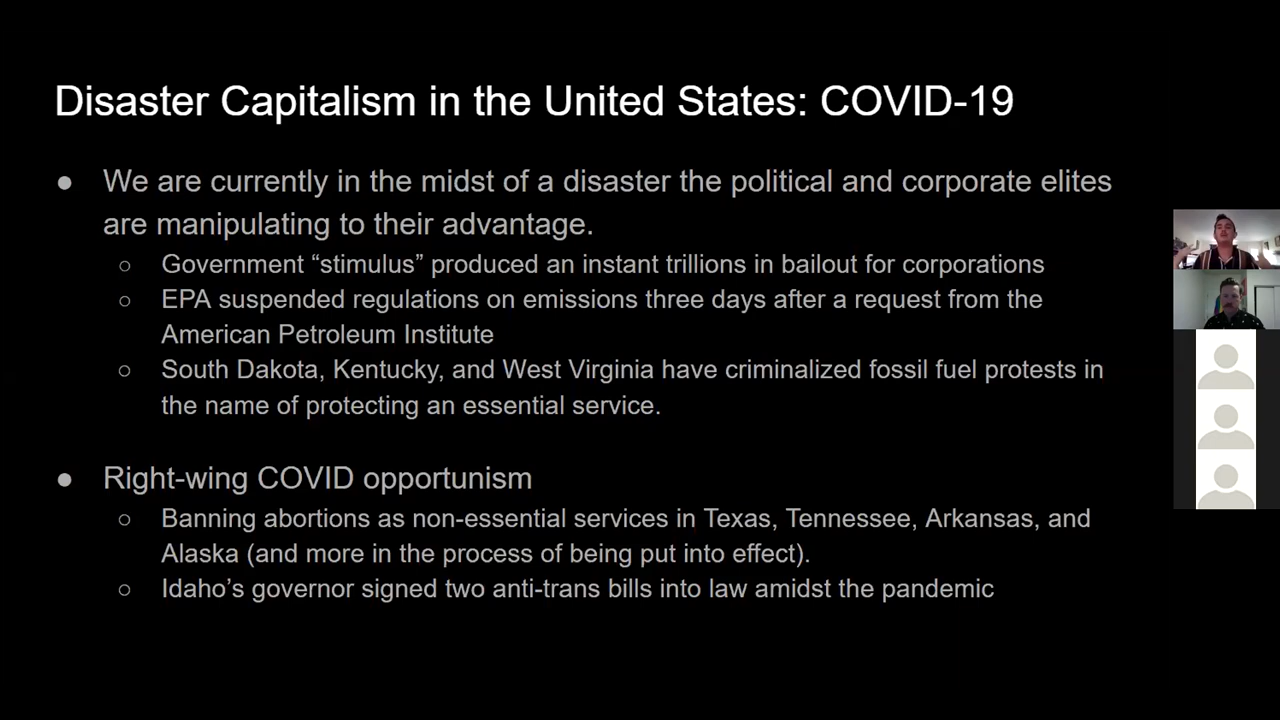 Disaster Capitalism in the United States: COVID-19
● We are currently in the midst of a disaster the political and corporate elites
are manipulating to their advantage.
○ Government “stimulus” produced an instant trillions in bailout for corporations
○ EPA suspended regulations on emissions three days after a request from the
American Petroleum Institute
○ South Dakota, Kentucky, and West Virginia have criminalized fossil fuel protests in
the name of protecting an essential service.
● Right-wing COVID opportunism
○ Banning abortions as non-essential services in Texas, Tennessee, Arkansas, and
Alaska (and more in the process of being put into effect).
○ Idaho’s governor signed two anti-trans bills into law amidst the pandemic